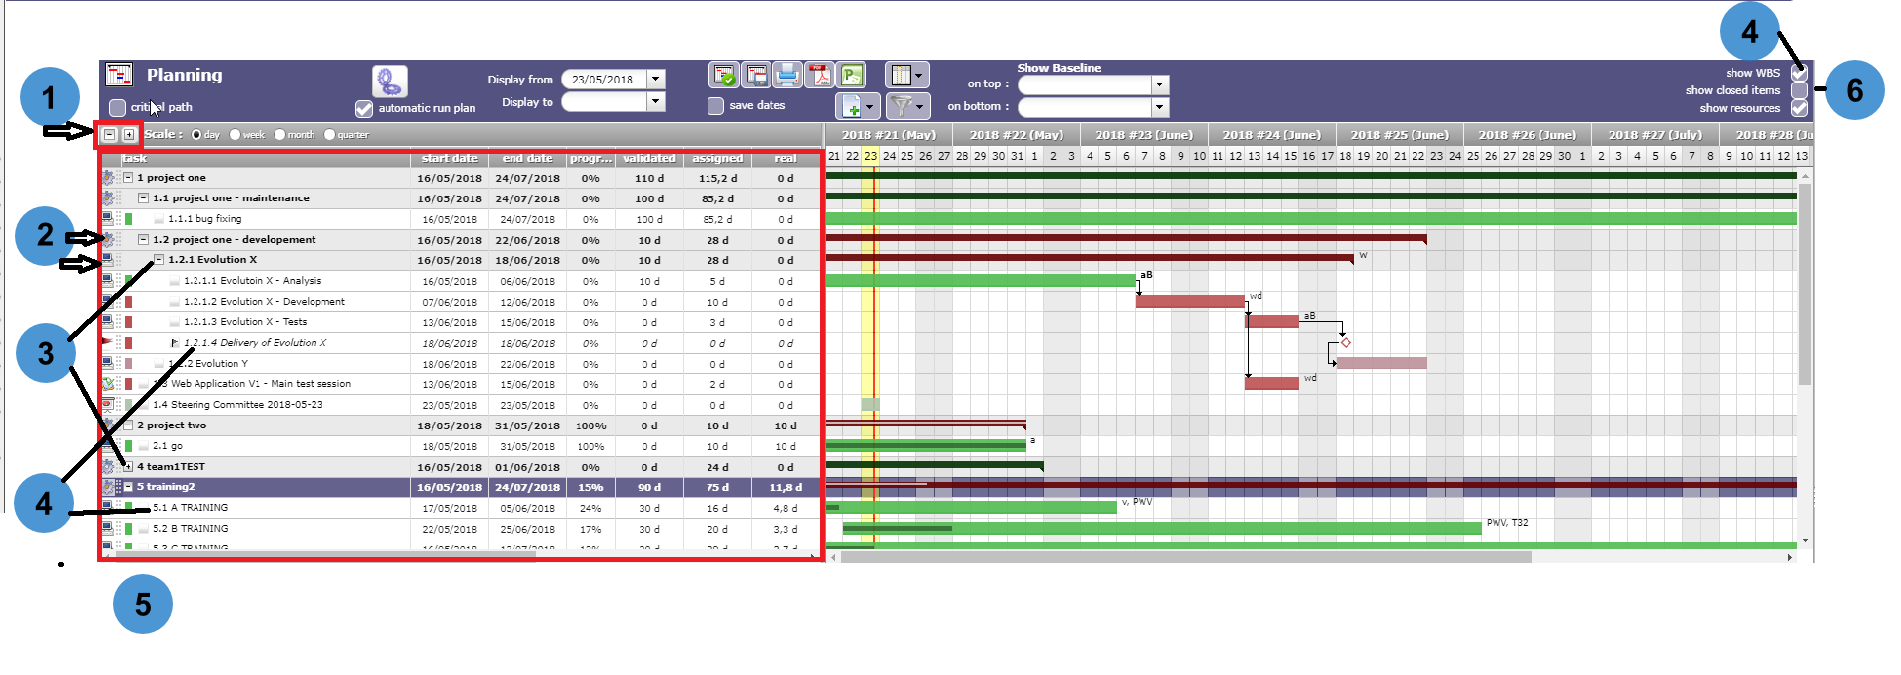 4
Planning
critical path
automatic run plan
Display from 23/05/2018
Display to
save dates
Show Baseline
on top :
on bottom :
show WBS
show closed items
show resources
6
1
Scale : day week month quarter
2018 #21 (May) 2018 #22 (May) 2018 #23 (June) 2018 #24 (June) 2018 #25 (June) 2018 #26 (June) 2018 #27 (July) 2018 #28 (Ju
task start date end date progr... validated assigned real
21 22 23 24 25 26 27 28 29 30 31 1 2 3 4 5 6 7 8 9 10 11 12 13 14 15 16 17 18 19 20 21 22 23 24 25 26 27 28 29 30 1 2 3 4 5 6 7 8 9 10 11 12 13
1 project one 16/05/2018 24/07/2018 0% 110 d 115,2 d 0 d
1.1 project one - maintenance 16/05/2018 24/07/2018 0% 100 d 85,2 d 0 d
1.1.1 bug fixing 16/05/2018 24/07/2018 0% 100 d 85,2 d 0 d
2
1.2 project one - developement 16/05/2018 22/06/2018 0% 10 d 28 d 0 d
1.2.1 Evolution X 16/05/2018 18/06/2018 0% 10 d 28 d 0 d w
1.2.1.1 Evolutoin X - Analysis 16/05/2018 06/06/2018 0% 10 d 5 d 0 d aB
1.2.1.2 Evolution X - Development 07/06/2018 12/06/2018 0% 0 d 10 d 0 d wd
1.2.1.3 Evolution X - Tests 13/06/2018 15/06/2018 0% 0 d 3 d 0 d aB
1.2.1.4 Delivery of Evolution X 18/06/2018 18/06/2018 0% 0 d 0 d 0 d
3
2 Evolution Y 18/06/2018 22/06/2018 0% 0 d 0 d 0 d
Web Application V1 - Main test session 13/06/2018 15/06/2018 0% 0 d 2 d 0 d wd
1.4 Steering Committee 2018-05-23 23/05/2018 23/05/2018 0% 0 d 0 d 0 d
2 project two 18/05/2018 31/05/2018 100% 0 d 10 d 10 d
2.1 go 18/05/2018 31/05/2018 100% 0 d 10 d 10 d a
4 team1TEST 16/05/2018 01/06/2018 0% 0 d 24 d 0 d
5 training2 16/05/2018 24/07/2018 15% 90 d 75 d 11,8 d
4
5.1 A TRAINING 17/05/2018 05/06/2018 24% 30 d 16 d 4,8 d v, PWV
5.2 B TRAINING 22/05/2018 25/06/2018 17% 30 d 20 d 3,3 d PWV, T32
5.3 C TRAINING
5